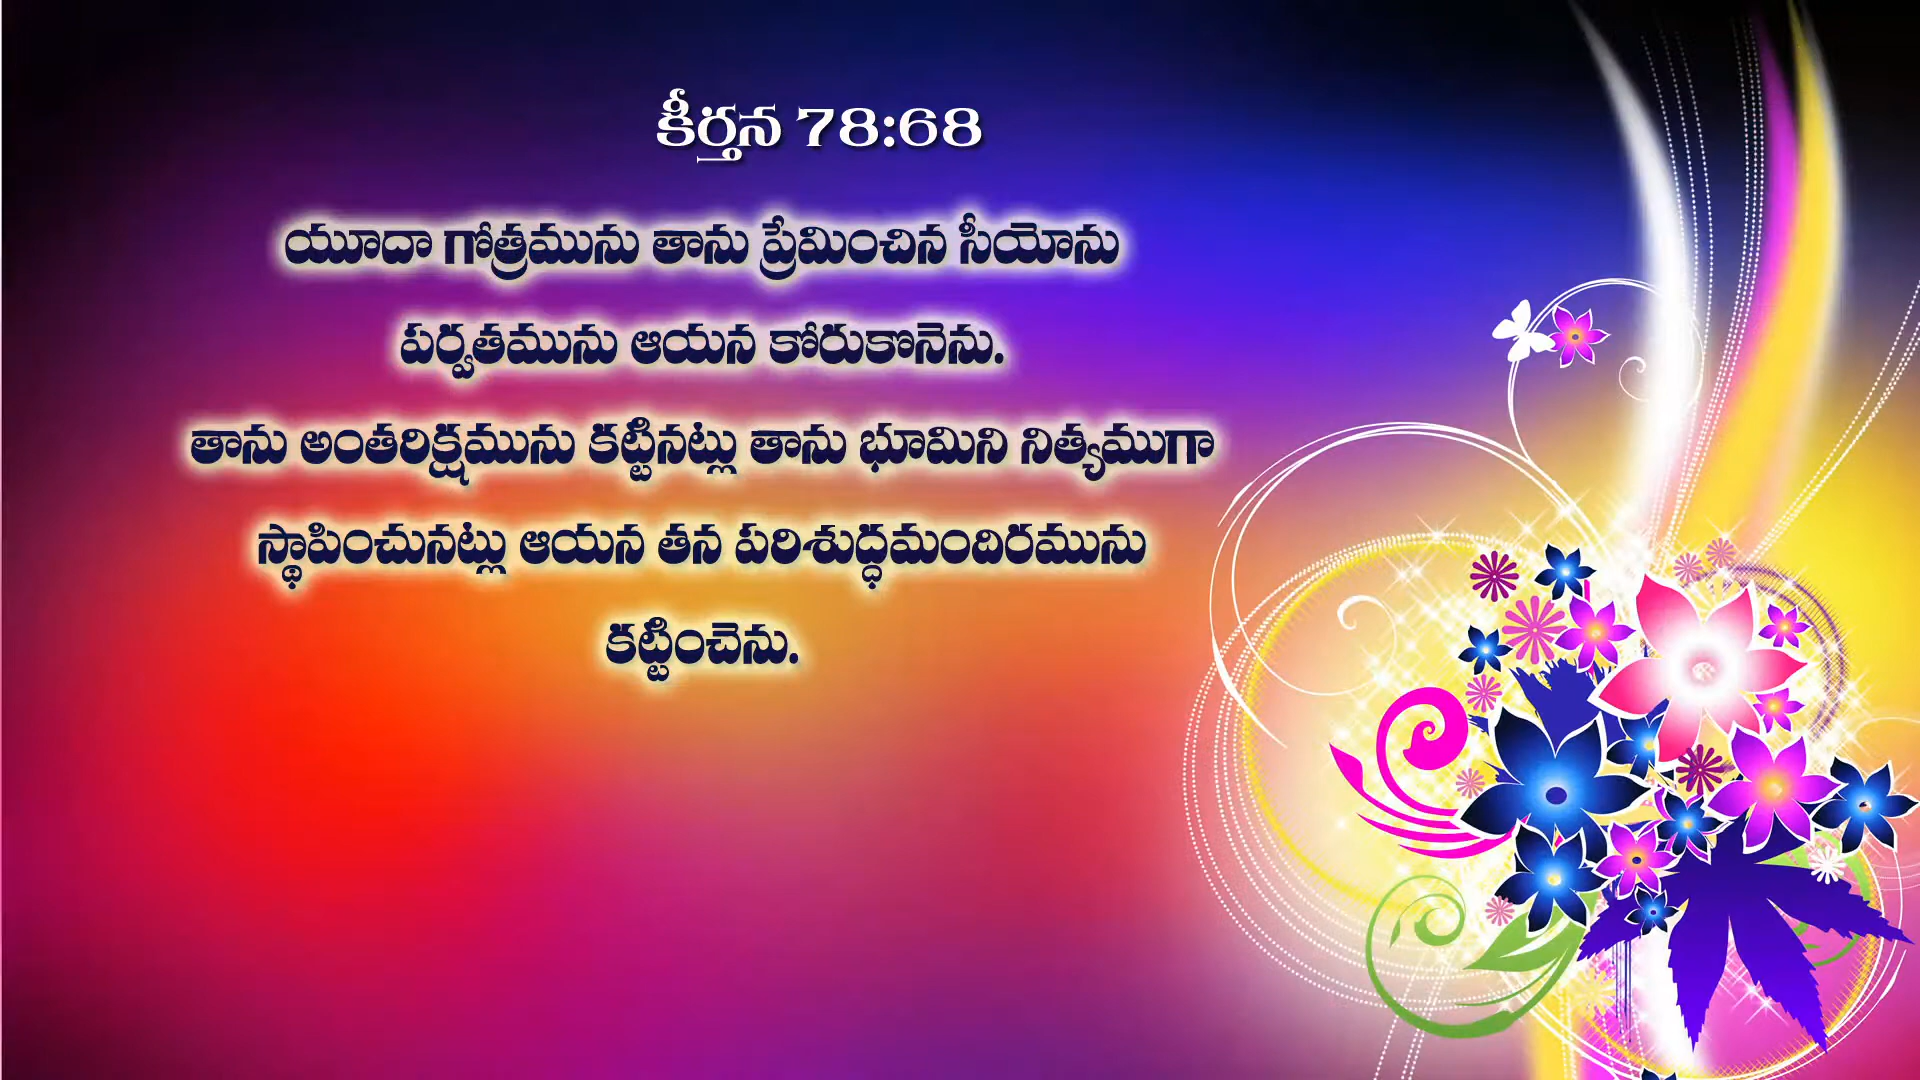 కీర్తన 78:68
యూదా గోత్రమును తాను ప్రేమించిన సీయోను
పర్వతమును ఆయన కోరుకొనెను.
తాను అంతరిక్షమును కట్టినట్లు తాను భూమిని నిత్యముగా
స్థాపించునట్లు ఆయన తన పరిశుద్ధమందిరమును
కట్టించెను.